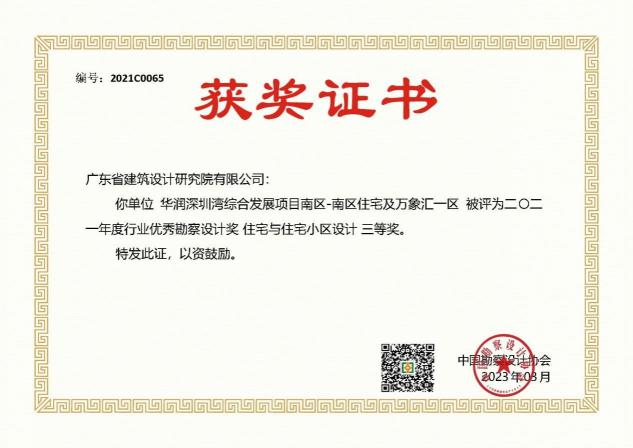 编号：2021C0065
获奖证书
广东省建筑设计研究院有限公司：
你单位 华润深圳湾综合发展项目南区-南区住宅及万象汇一区 被评为二〇二
一年度行业优秀勘察设计奖 住宅与住宅小区设计 三等奖。
特发此证，以资鼓励。
中国勘察设计协会
2023年03月